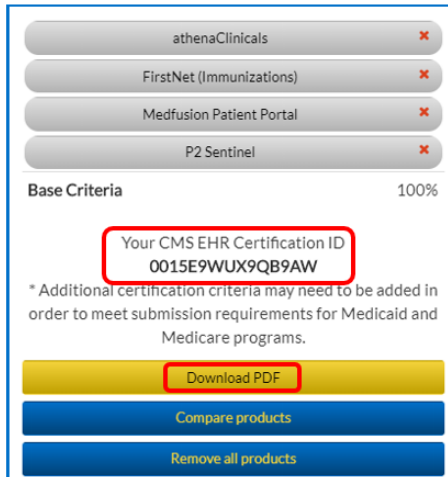 athenaClinicals ×
FirstNet (Immunizations) ×
Medfusion Patient Portal ×
P2 Sentinel ×
Base Criteria 100%
Your CMS EHR Certification ID
0015E9WUX9QB9AW
* Additional certification criteria may need to be added in
order to meet submission requirements for Medicaid and
Medicare programs.
Download PDF
Compare products
Remove all products